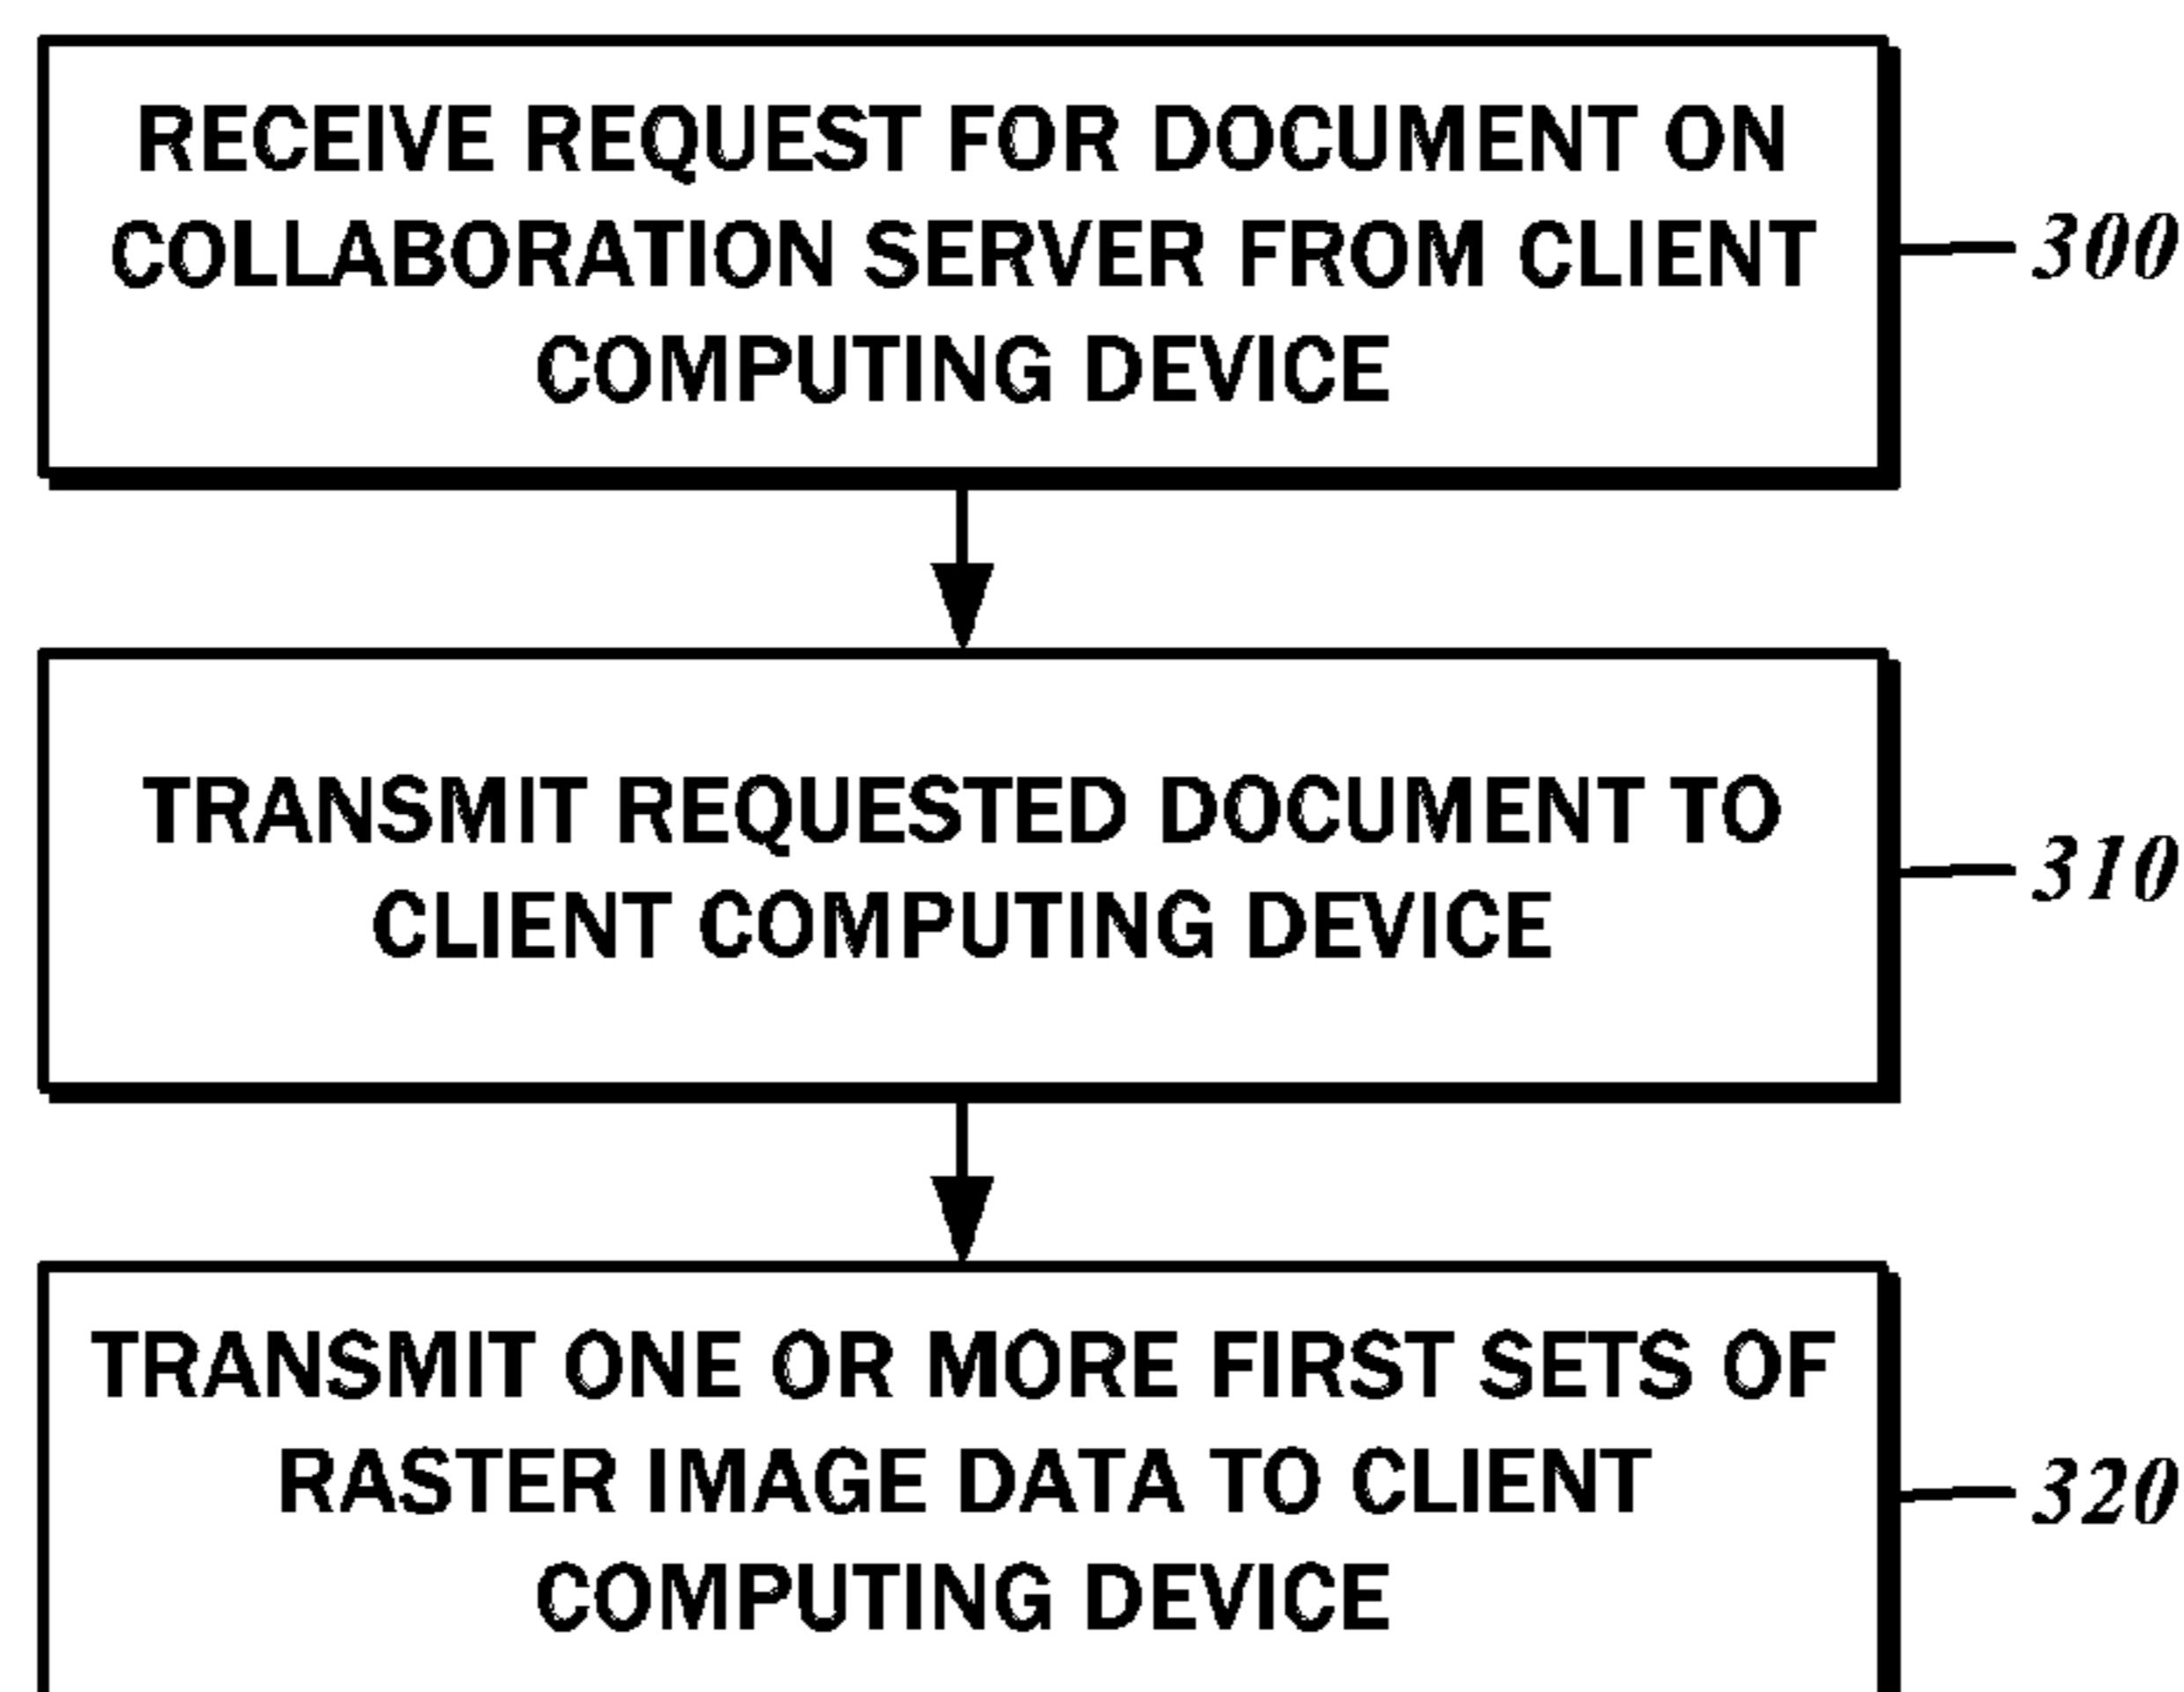 RECEIVE REQUEST FOR DOCUMENT ON
COLLABORATION SERVER FROM CLIENT
COMPUTING DEVICE
300
TRANSMIT REQUESTED DOCUMENT TO
CLIENT COMPUTING DEVICE
310
TRANSMIT ONE OR MORE FIRST SETS OF
RASTER IMAGE DATA TO CLIENT
COMPUTING DEVICE
320